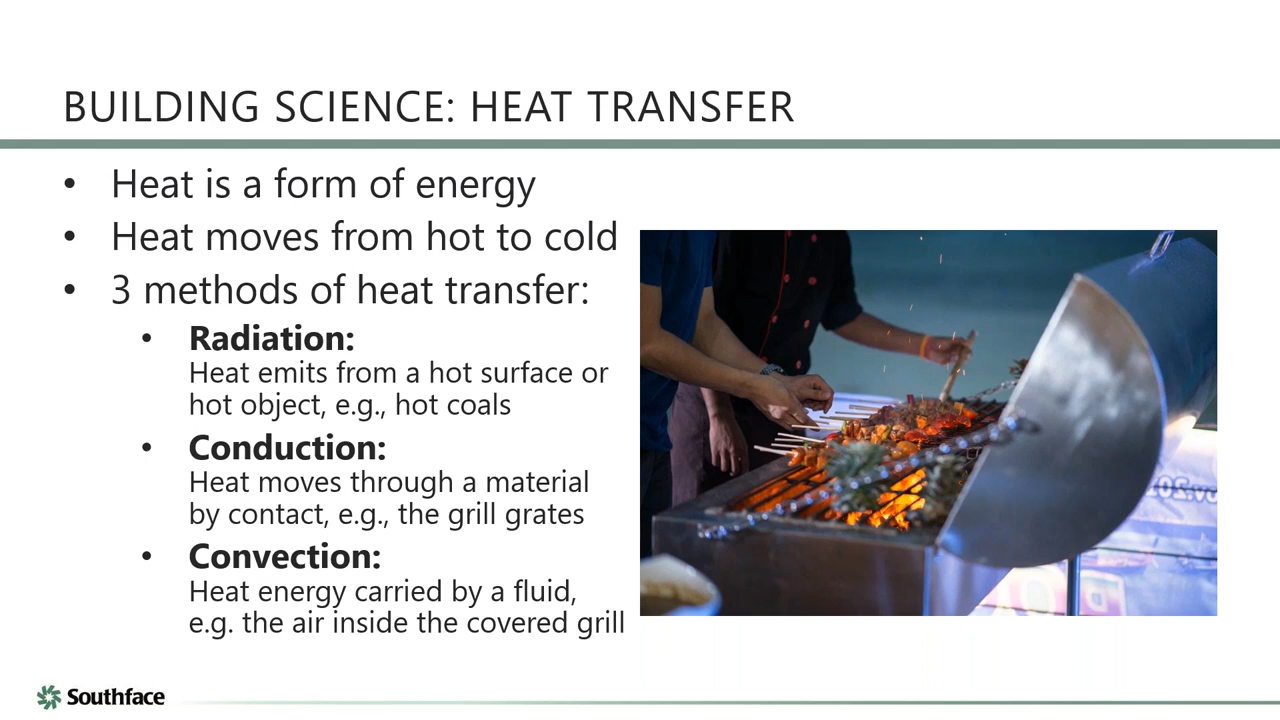 BUILDING SCIENCE: HEAT TRANSFER
• Heat is a form of energy
• Heat moves from hot to cold
• 3 methods of heat transfer:
• Radiation:
Heat emits from a hot surface or
hot object, e.g., hot coals
• Conduction:
Heat moves through a material
by contact, e.g., the grill grates
• Convection:
Heat energy carried by a fluid,
e.g. the air inside the covered grill
Southface